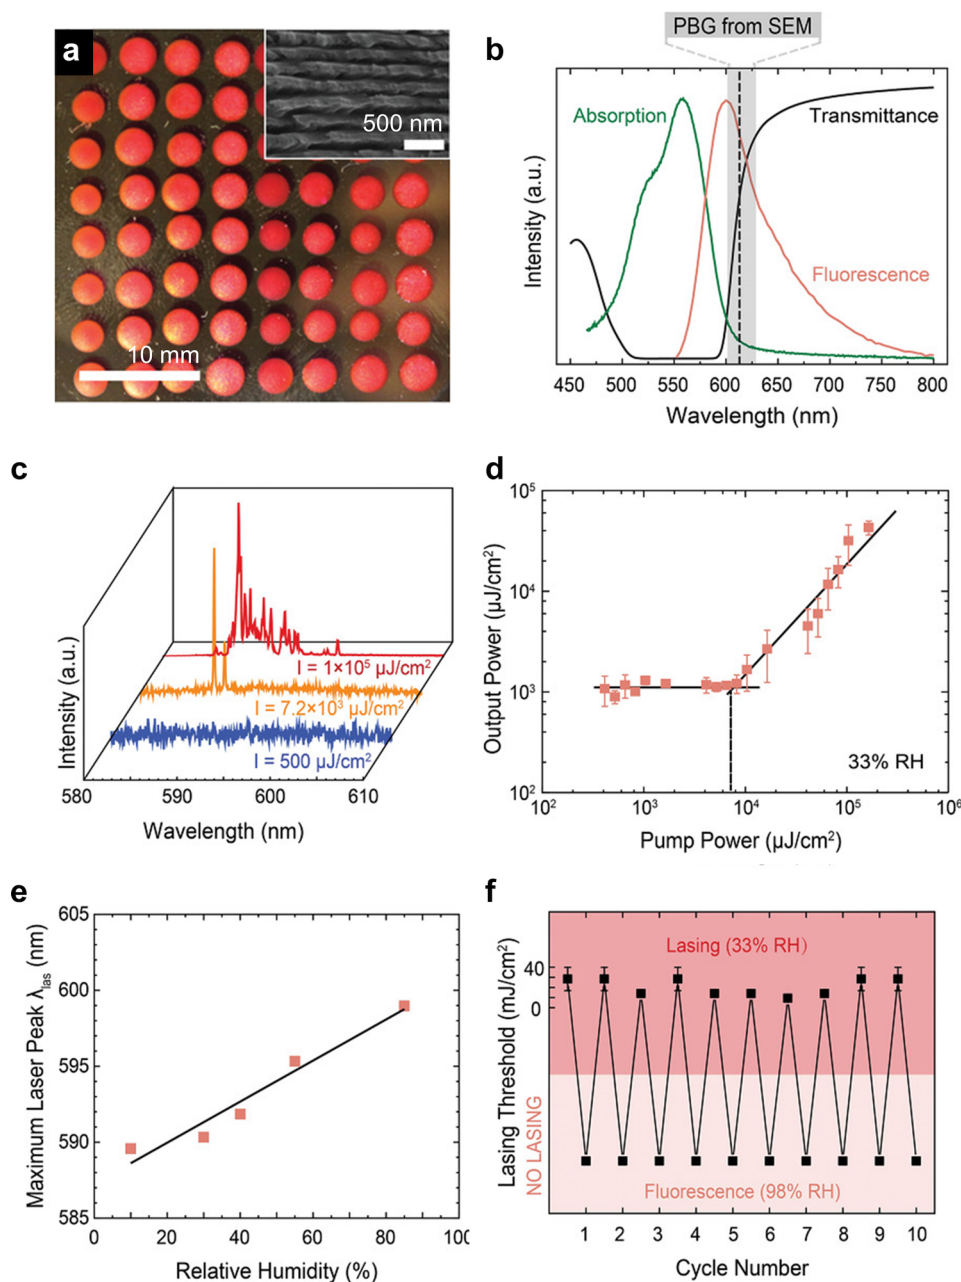 a
500 nm
10 mm
b
PBG from SEM
Absorption
Transmittance
Fluorescence
Intensity (a.u.)
450 500 550 600 650 700 750 800
Wavelength (nm)
c
I = 1×10⁵ µJ/cm²
I = 7.2×10³ µJ/cm²
I = 500 µJ/cm²
Intensity (a.u.)
580 590 600 610
Wavelength (nm)
d
10⁵
10⁴
10³
10²
Output Power (µJ/cm²)
33% RH
10² 10³ 10⁴ 10⁵ 10⁶
Pump Power (µJ/cm²)
e
605
600
595
590
585
Maximum Laser Peak λlas (nm)
0 20 40 60 80
Relative Humidity (%)
f
Lasing (33% RH)
40
0
Lasing Threshold (mJ/cm²)
NO LASING
Fluorescence (98% RH)
1 2 3 4 5 6 7 8 9 10
Cycle Number